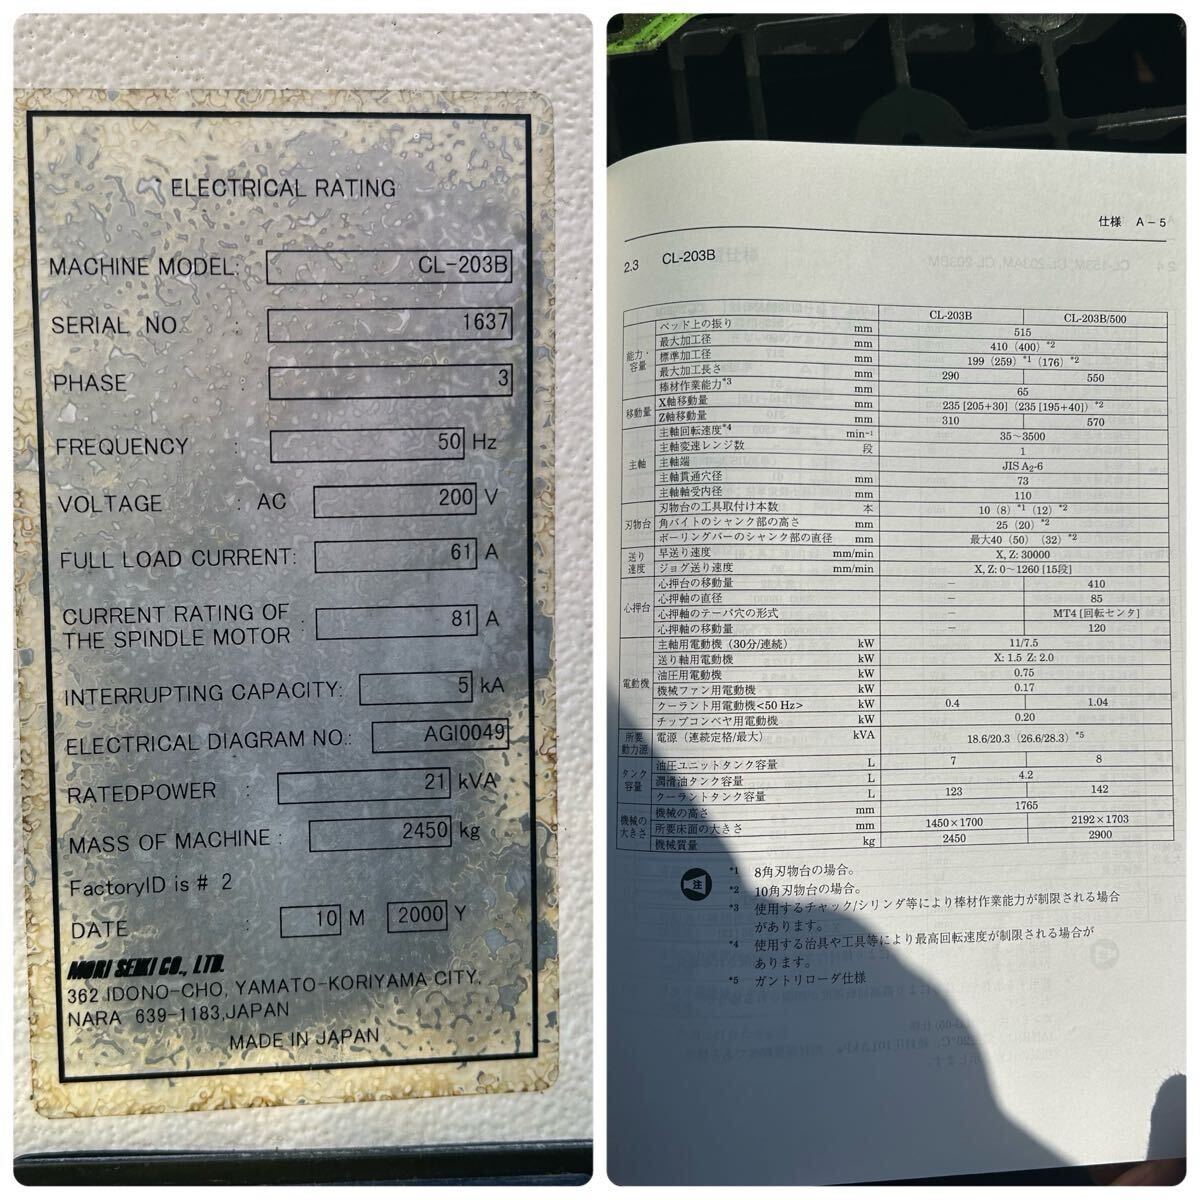 ELECTRICAL RATING
MACHINE MODEL: CL-203B
SERIAL NO : 1637
PHASE : 3
FREQUENCY : 50 Hz
VOLTAGE : AC 200 V
FULL LOAD CURRENT: 61 A
CURRENT RATING OF
THE SPINDLE MOTOR : 81 A
INTERRUPTING CAPACITY: 5 kA
ELECTRICAL DIAGRAM NO.: AGI0049
RATEDPOWER : 21 kVA
MASS OF MACHINE : 2450 kg
FactoryID is # 2
DATE : 10 M 2000 Y
MORI SEIKI CO., LTD.
362 IDONO-CHO, YAMATO-KORIYAMA CITY,
NARA 639-1183,JAPAN
MADE IN JAPAN
仕様 A-5
2.3 CL-203B
CL-203B CL-203B/500
能力・容量 ベッド上の振り mm 515
最大加工径 mm 410 (400) *2
標準加工径 mm 199 (259) *1 (176) *2
最大加工長さ mm 290 550
棒材作業能力*3 mm 65
移動量 X軸移動量 mm 235 [205+30] (235 [195+40]) *2
Z軸移動量 mm 310 570
主軸 主軸回転速度*4 min-1 35~3500
主軸変速レンジ数 段 1
主軸端 JIS A2-6
主軸貫通穴径 mm 73
主軸軸受内径 mm 110
刃物台 刃物台の工具取付け本数 本 10 (8) *1 (12) *2
角バイトのシャンク部の高さ mm 25 (20) *2
ボーリングバーのシャンク部の直径 mm 最大40 (50) (32) *2
送り速度 早送り速度 mm/min X, Z: 30000
ジョグ送り速度 mm/min X, Z: 0~1260 [15段]
心押台 心押台の移動量 mm - 410
心押軸の直径 mm - 85
心押軸のテーパ穴の形式 - MT4 [回転センタ]
心押軸の移動量 mm - 120
電動機 主軸用電動機 (30分/連続) kW 11/7.5
送り軸用電動機 kW X: 1.5 Z: 2.0
油圧用電動機 kW 0.75
機械ファン用電動機 kW 0.17
クーラント用電動機<50 Hz> kW 0.4 1.04
チップコンベヤ用電動機 kW 0.20
所要動力源 電源 (連続定格/最大) kVA 18.6/20.3 (26.6/28.3) *5
タンク容量 油圧ユニットタンク容量 L 7 8
潤滑油タンク容量 L 4.2
クーラントタンク容量 L 123 142
機械の大きさ 機械の高さ mm 1765
所要床面の大きさ mm 1450×1700 2192×1703
機械質量 kg 2450 2900
注
*1 8角刃物台の場合。
*2 10角刃物台の場合。
*3 使用するチャック/シリンダ等により棒材作業能力が制限される場合
があります。
*4 使用する治具や工具等により最高回転速度が制限される場合が
あります。
*5 ガントリローダ仕様